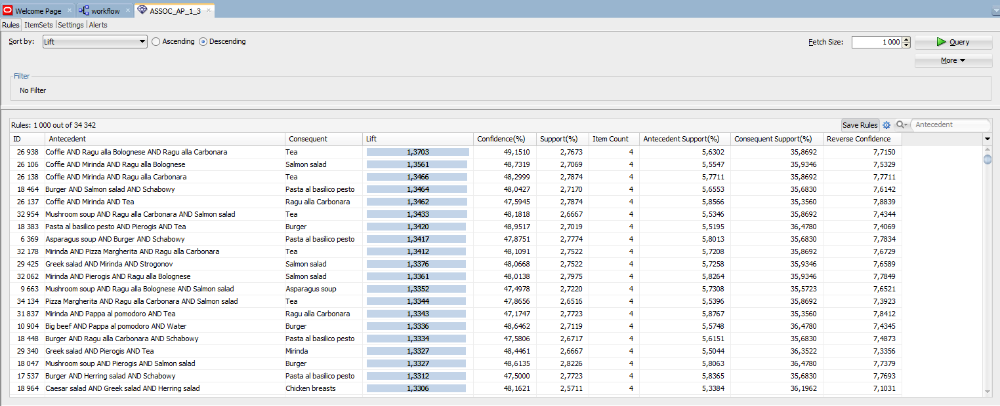 Welcome Page × workflow × ASSOC_AP_1_3 ×
Rules ItemSets Settings Alerts
Sort by: Lift Ascending Descending Fetch Size: 1 000 Query
More
Filter
No Filter
Rules: 1 000 out of 34 342 Save Rules Antecedent
ID Antecedent Consequent Lift Confidence(%) Support(%) Item Count Antecedent Support(%) Consequent Support(%) Reverse Confidence
26 938 Coffie AND Ragu alla Bolognese AND Ragu alla Carbonara Tea 1,3703 49,1510 2,7673 4 5,6302 35,8692 7,7150
26 106 Coffie AND Mirinda AND Ragu alla Bolognese Salmon salad 1,3561 48,7319 2,7069 4 5,5547 35,9346 7,5329
26 138 Coffie AND Mirinda AND Ragu alla Carbonara Tea 1,3466 48,2999 2,7874 4 5,7711 35,8692 7,7711
18 464 Burger AND Salmon salad AND Schabowy Pasta al basilico pesto 1,3464 48,0427 2,7170 4 5,6553 35,6830 7,6142
26 137 Coffie AND Mirinda AND Tea Ragu alla Carbonara 1,3462 47,5945 2,7874 4 5,8566 35,3560 7,8839
32 954 Mushroom soup AND Ragu alla Carbonara AND Salmon salad Tea 1,3433 48,1818 2,6667 4 5,5346 35,8692 7,4344
18 383 Pasta al basilico pesto AND Pierogis AND Tea Burger 1,3420 48,9517 2,7019 4 5,5195 36,4780 7,4069
6 369 Asparagus soup AND Burger AND Schabowy Pasta al basilico pesto 1,3417 47,8751 2,7774 4 5,8013 35,6830 7,7834
32 178 Mirinda AND Pizza Margherita AND Ragu alla Carbonara Tea 1,3412 48,1091 2,7522 4 5,7208 35,8692 7,6729
29 425 Greek salad AND Mirinda AND Strogonov Salmon salad 1,3376 48,0668 2,7522 4 5,7258 35,9346 7,6589
32 062 Mirinda AND Pierogis AND Ragu alla Bolognese Salmon salad 1,3361 48,0138 2,7975 4 5,8264 35,9346 7,7849
9 663 Mushroom soup AND Ragu alla Bolognese AND Salmon salad Asparagus soup 1,3352 47,4978 2,7220 4 5,7308 35,5723 7,6521
34 134 Pizza Margherita AND Ragu alla Carbonara AND Salmon salad Tea 1,3344 47,8656 2,6516 4 5,5396 35,8692 7,3923
31 837 Mirinda AND Pappa al pomodoro AND Tea Ragu alla Carbonara 1,3343 47,1747 2,7723 4 5,8767 35,3560 7,8412
10 904 Big beef AND Pappa al pomodoro AND Water Burger 1,3336 48,6462 2,7119 4 5,5748 36,4780 7,4345
18 448 Burger AND Ragu alla Carbonara AND Schabowy Pasta al basilico pesto 1,3334 47,5806 2,6717 4 5,6151 35,6830 7,4873
29 340 Greek salad AND Pierogis AND Tea Mirinda 1,3327 48,4461 2,6667 4 5,5044 36,3522 7,3356
18 047 Mushroom soup AND Pierogis AND Salmon salad Burger 1,3327 48,6135 2,8226 4 5,8063 36,4780 7,7379
17 537 Burger AND Herring salad AND Schabowy Pasta al basilico pesto 1,3312 47,5000 2,7723 4 5,8365 35,6830 7,7693
18 964 Caesar salad AND Greek salad AND Herring salad Chicken breasts 1,3306 48,1621 2,5711 4 5,3384 36,1962 7,1031